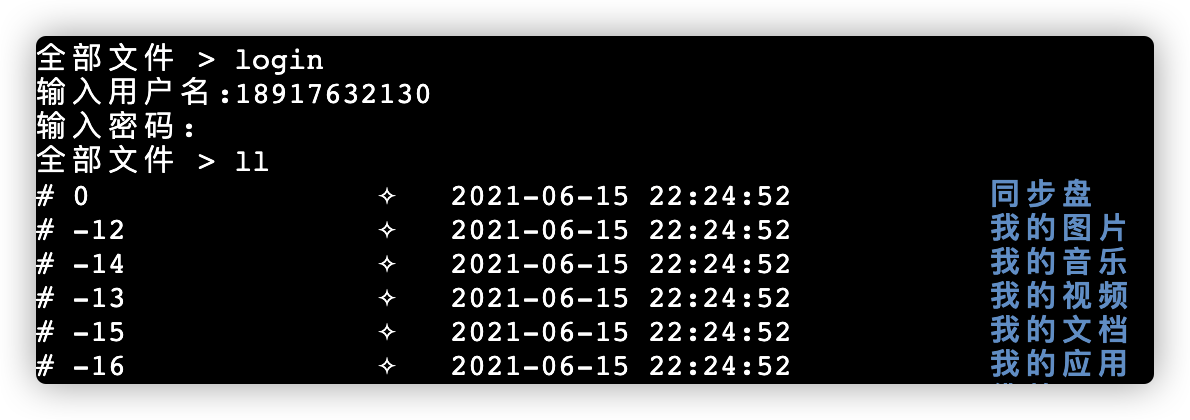 全部文件 > login
输入用户名:18917632130
输入密码:
全部文件 > ll
# 0 ✧ 2021-06-15 22:24:52 同步盘
# -12 ✧ 2021-06-15 22:24:52 我的图片
# -14 ✧ 2021-06-15 22:24:52 我的音乐
# -13 ✧ 2021-06-15 22:24:52 我的视频
# -15 ✧ 2021-06-15 22:24:52 我的文档
# -16 ✧ 2021-06-15 22:24:52 我的应用